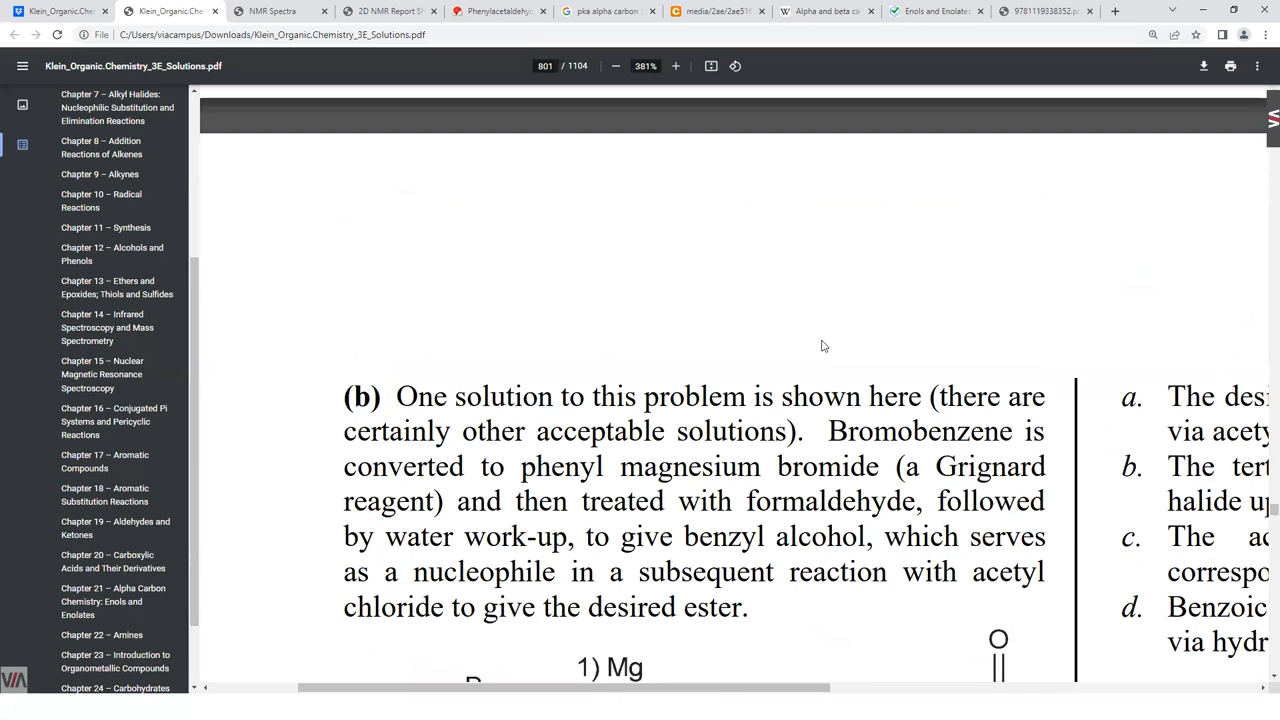 Klein_Organic.Che
Klein_Organic.Che
NMR Spectra
2D NMR Report St
Phenylacetaldehyd
pka alpha carbon
media/2ae/2ae516
Alpha and beta ca
Enols and Enolate
9781119338352.p
File
C:/Users/viacampus/Downloads/Klein_Organic.Chemistry_3E_Solutions.pdf
Klein_Organic.Chemistry_3E_Solutions.pdf
801 / 1104
381%
Chapter 7 – Alkyl Halides:
Nucleophilic Substitution and
Elimination Reactions
Chapter 8 – Addition
Reactions of Alkenes
Chapter 9 – Alkynes
Chapter 10 – Radical
Reactions
Chapter 11 – Synthesis
Chapter 12 – Alcohols and
Phenols
Chapter 13 – Ethers and
Epoxides; Thiols and Sulfides
Chapter 14 – Infrared
Spectroscopy and Mass
Spectrometry
Chapter 15 – Nuclear
Magnetic Resonance
Spectroscopy
Chapter 16 – Conjugated Pi
Systems and Pericyclic
Reactions
Chapter 17 – Aromatic
Compounds
Chapter 18 – Aromatic
Substitution Reactions
Chapter 19 – Aldehydes and
Ketones
Chapter 20 – Carboxylic
Acids and Their Derivatives
Chapter 21 – Alpha Carbon
Chemistry: Enols and
Enolates
Chapter 22 – Amines
Chapter 23 – Introduction to
Organometallic Compounds
Chapter 24 – Carbohydrates
VIA
(b) One solution to this problem is shown here (there are
certainly other acceptable solutions). Bromobenzene is
converted to phenyl magnesium bromide (a Grignard
reagent) and then treated with formaldehyde, followed
by water work-up, to give benzyl alcohol, which serves
as a nucleophile in a subsequent reaction with acetyl
chloride to give the desired ester.
1) Mg
O
a. The desi
via acety
b. The tert
halide up
c. The ac
correspo
d. Benzoic
via hydr